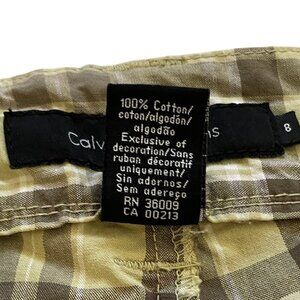 100% Cotton/
coton/algodón/
algodão
Exclusive of
decoration/Sans
ruban décoratif
uniquement/
Sin adornos/
Sem adereço
RN 36009
CA 00213
Calv
ns
8